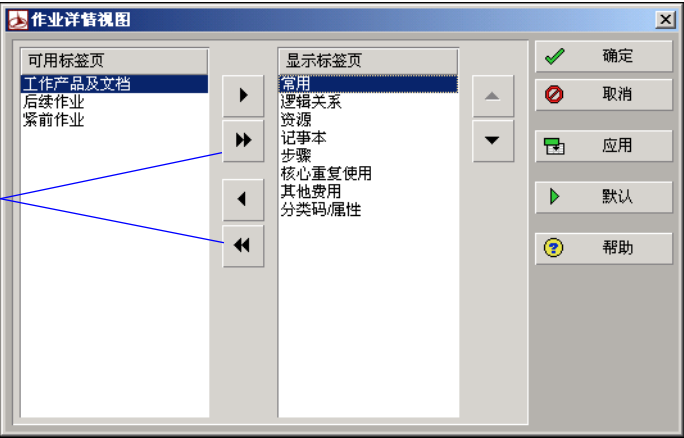 作业详情视图
可用标签页
工作产品及文档
后续作业
紧前作业
显示标签页
常用
逻辑关系
资源
记事本
步骤
核心重复使用
其他费用
分类码/属性
确定
取消
应用
默认
帮助